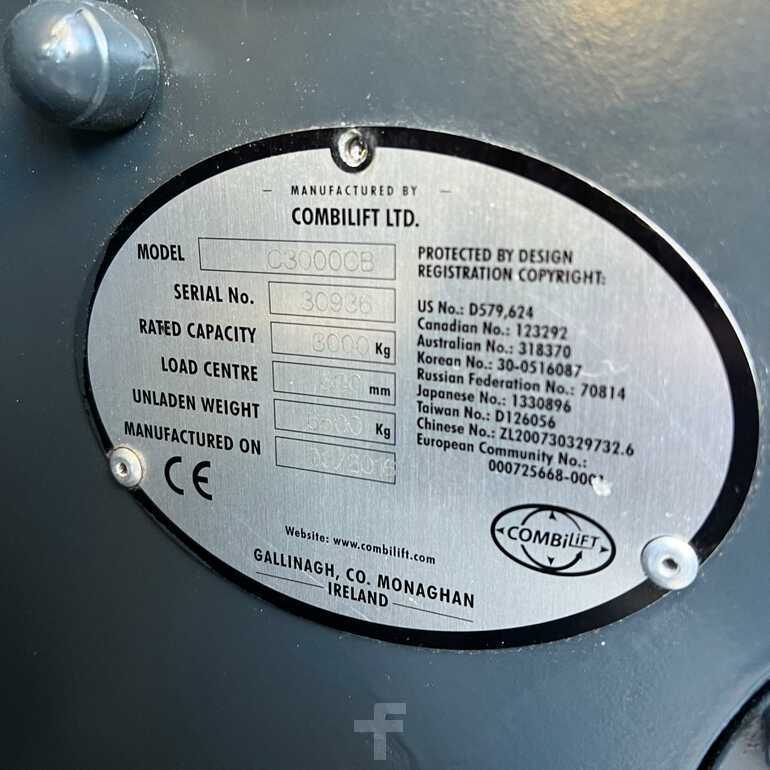 MANUFACTURED BY
COMBILIFT LTD.
MODEL C3000CB
SERIAL No. 30936
RATED CAPACITY 3000 Kg
LOAD CENTRE mm
UNLADEN WEIGHT Kg
MANUFACTURED ON
CE
PROTECTED BY DESIGN
REGISTRATION COPYRIGHT:
US No.: D579,624
Canadian No.: 123292
Australian No.: 318370
Korean No.: 30-0516087
Russian Federation No.: 70814
Japanese No.: 1330896
Taiwan No.: D126056
Chinese No.: ZL200730329732.6
European Community No.:
COMBiLiFT
Website: www.combilift.com
GALLINAGH, CO. MONAGHAN
IRELAND